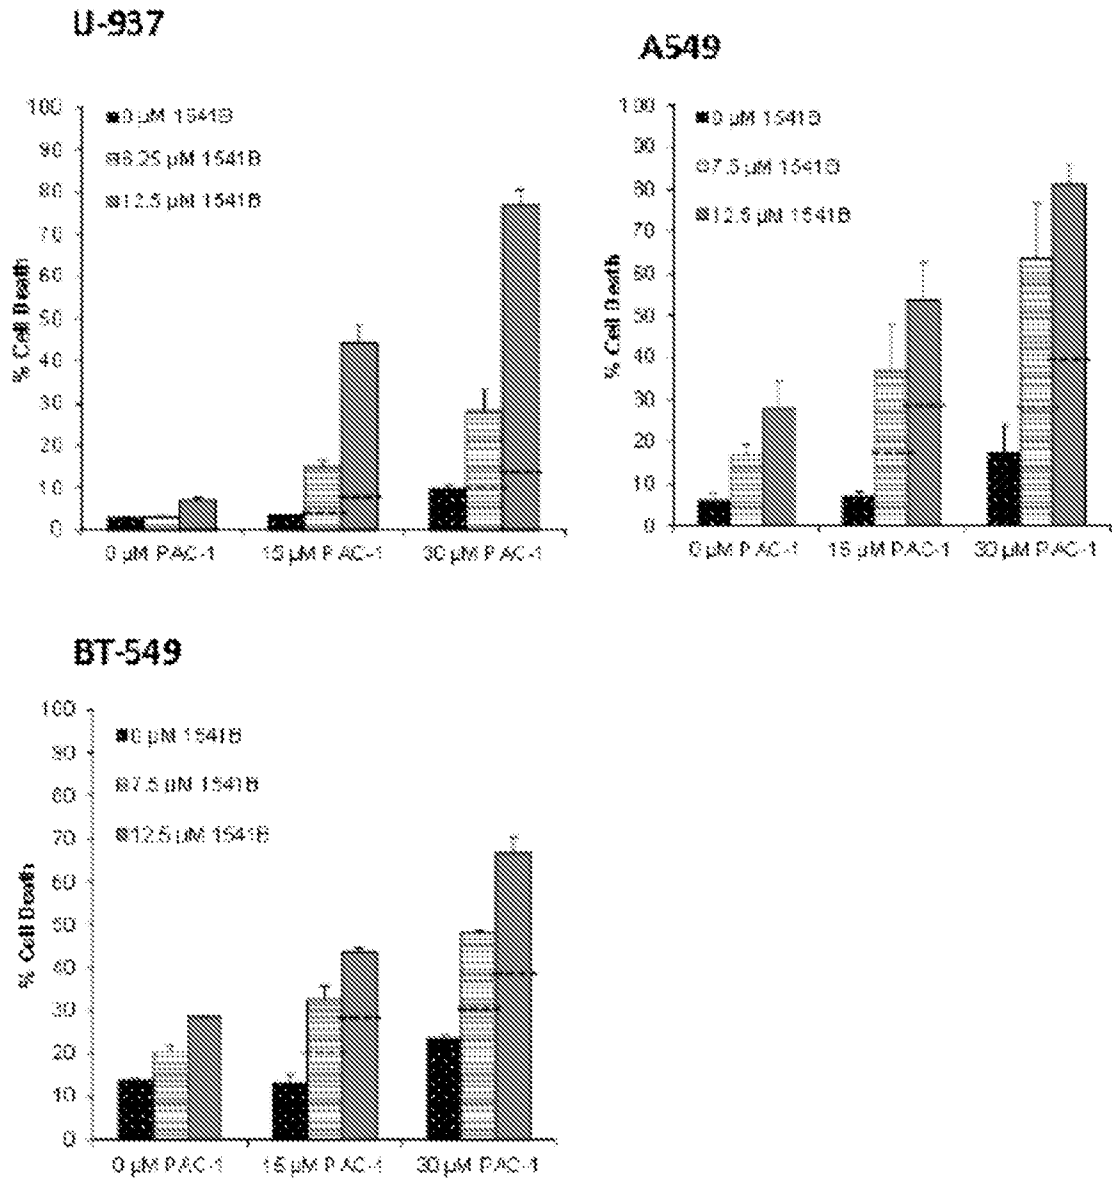 U-937
% Cell Death
100
90
80
70
60
50
40
30
20
10
0
0 µM 1541B
6.25 µM 1541B
12.5 µM 1541B
0 µM PAC-1
15 µM PAC-1
30 µM PAC-1
A549
% Cell Death
100
90
80
70
60
50
40
30
20
10
0
0 µM 1541B
7.5 µM 1541B
12.5 µM 1541B
0 µM PAC-1
15 µM PAC-1
30 µM PAC-1
BT-549
% Cell Death
100
90
80
70
60
50
40
30
20
10
0
0 µM 1541B
7.5 µM 1541B
12.5 µM 1541B
0 µM PAC-1
15 µM PAC-1
30 µM PAC-1